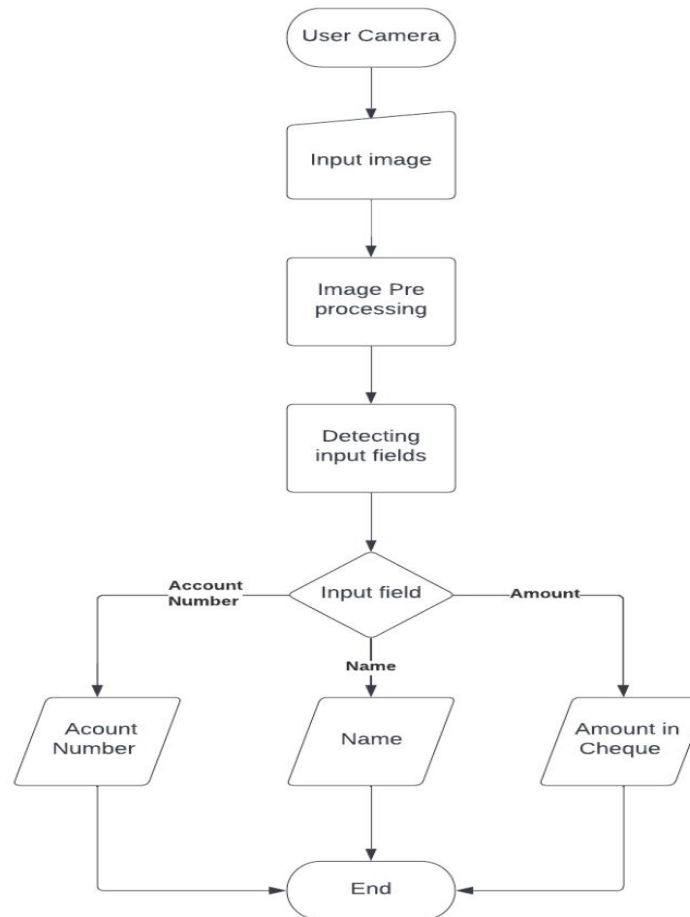 User Camera
Input image
Image Pre
processing
Detecting
input fields
Input field
Account
Number
Amount
Name
Acount
Number
Name
Amount in
Cheque
End